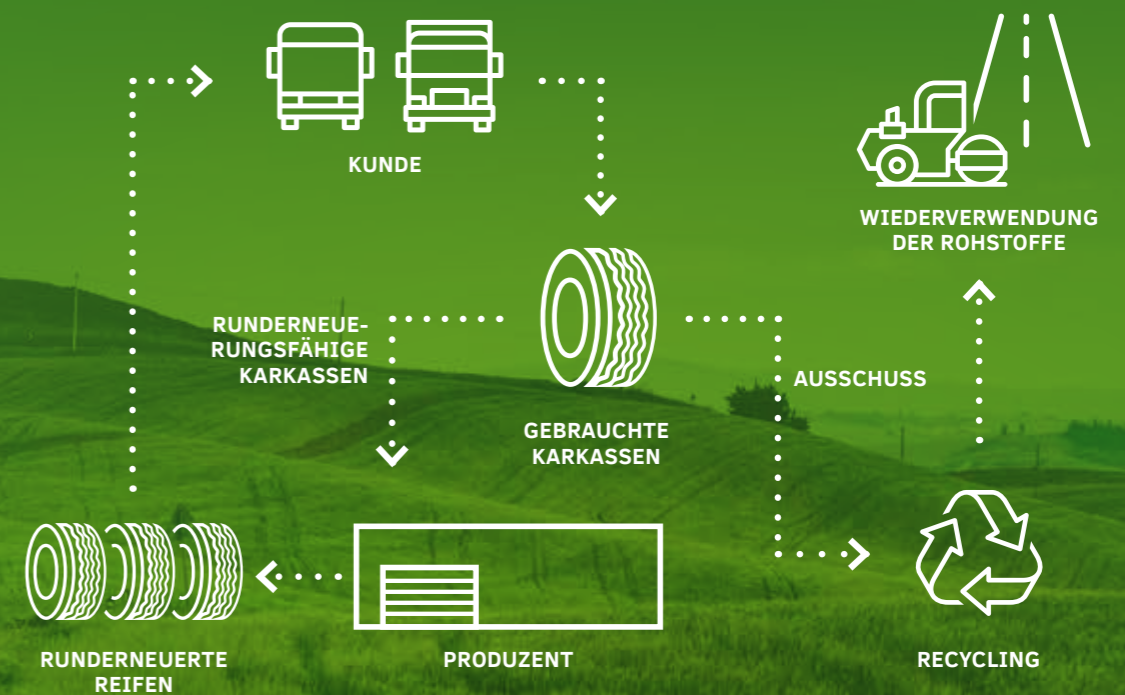 KUNDE
WIEDERVERWENDUNG
DER ROHSTOFFE
RUNDERNEUE-
RUNGSFÄHIGE
KARKASSEN
AUSSCHUSS
GEBRAUCHTE
KARKASSEN
RUNDERNEUERTE
REIFEN
PRODUZENT
RECYCLING